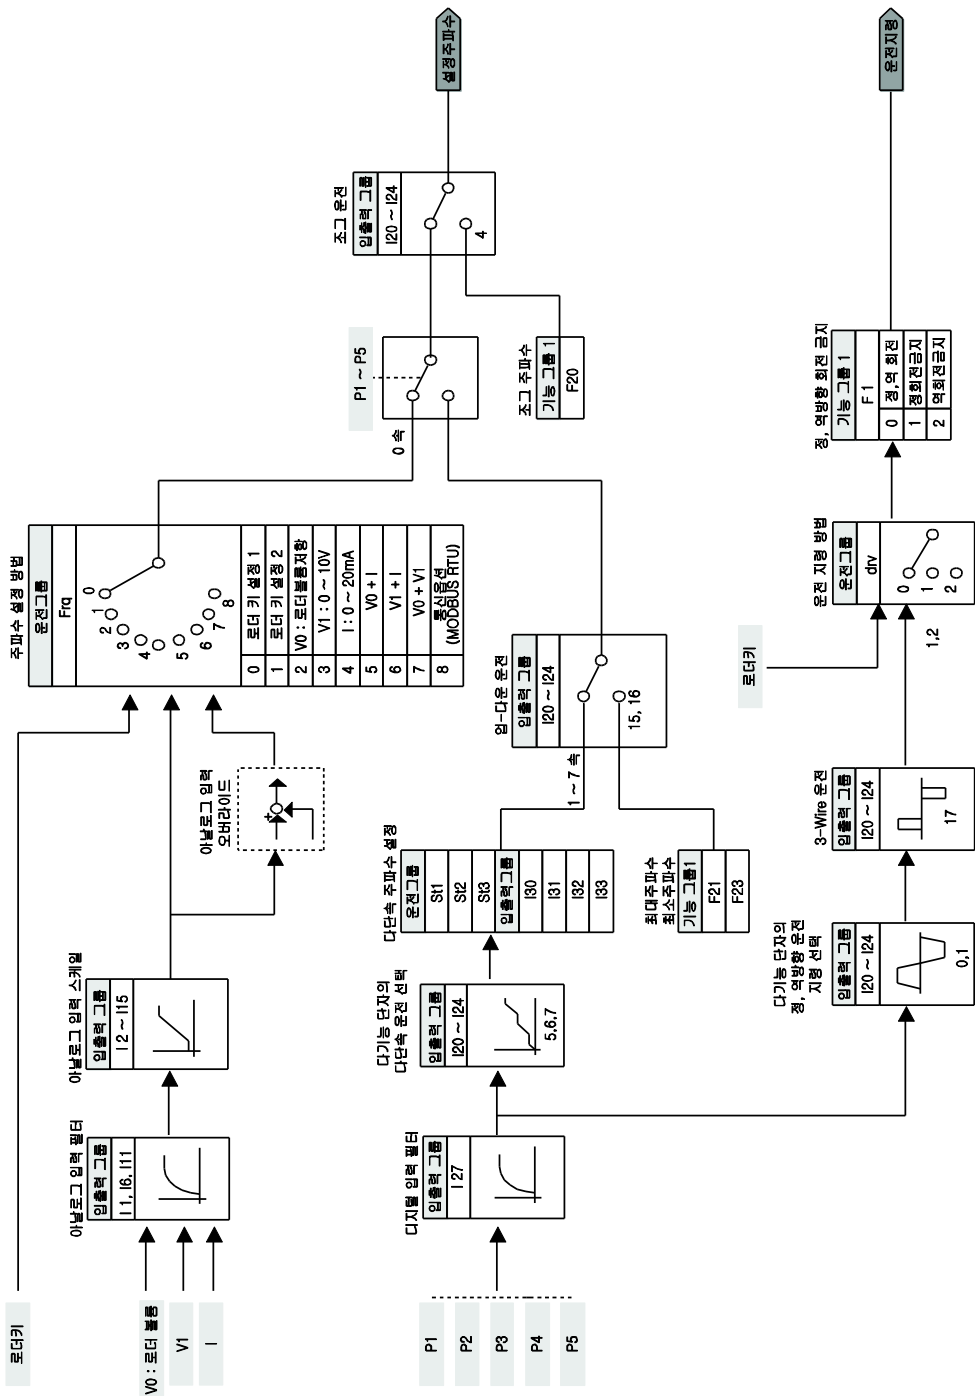 로더키
V0 : 로더 볼륨
V1
I
아날로그 입력 필터
입출력 그룹
I 1, I6, I11
아날로그 입력 스케일
입출력 그룹
I 2 ~ I15
아날로그 입력
오버라이드
+
주파수 설정 방법
운전그룹
Frq
0
1
2
3
4
5
6
7
8
0 로더 키 설정 1
1 로더 키 설정 2
2 V0 : 로더볼륨저항
3 V1 : 0 ~ 10V
4 I : 0 ~ 20mA
5 V0 + I
6 V1 + I
7 V0 + V1
8 통신옵션
(MODBUS RTU)
0 속
P1 ~ P5
조그 운전
입출력 그룹
I20 ~ I24
4
설정주파수
조그 주파수
기능 그룹 1
F20
P1
P2
P3
P4
P5
디지털 입력 필터
입출력 그룹
I 27
다기능 단자의
다단속 운전 선택
입출력 그룹
I20 ~ I24
5,6,7
다단속 주파수 설정
운전그룹
St1
St2
St3
입출력그룹
I30
I31
I32
I33
1 ~ 7 속
업-다운 운전
입출력 그룹
I20 ~ I24
15, 16
최대주파수
최소주파수
기능 그룹1
F21
F23
다기능 단자의
정, 역방향 운전
지령 선택
입출력 그룹
I20 ~ I24
0,1
3-Wire 운전
입출력 그룹
I20 ~ I24
17
로더키
1,2
운전 지령 방법
운전그룹
drv
0
1
2
정, 역방향 회전 금지
기능 그룹 1
F 1
0 정,역 회전
1 정회전금지
2 역회전금지
운전지령